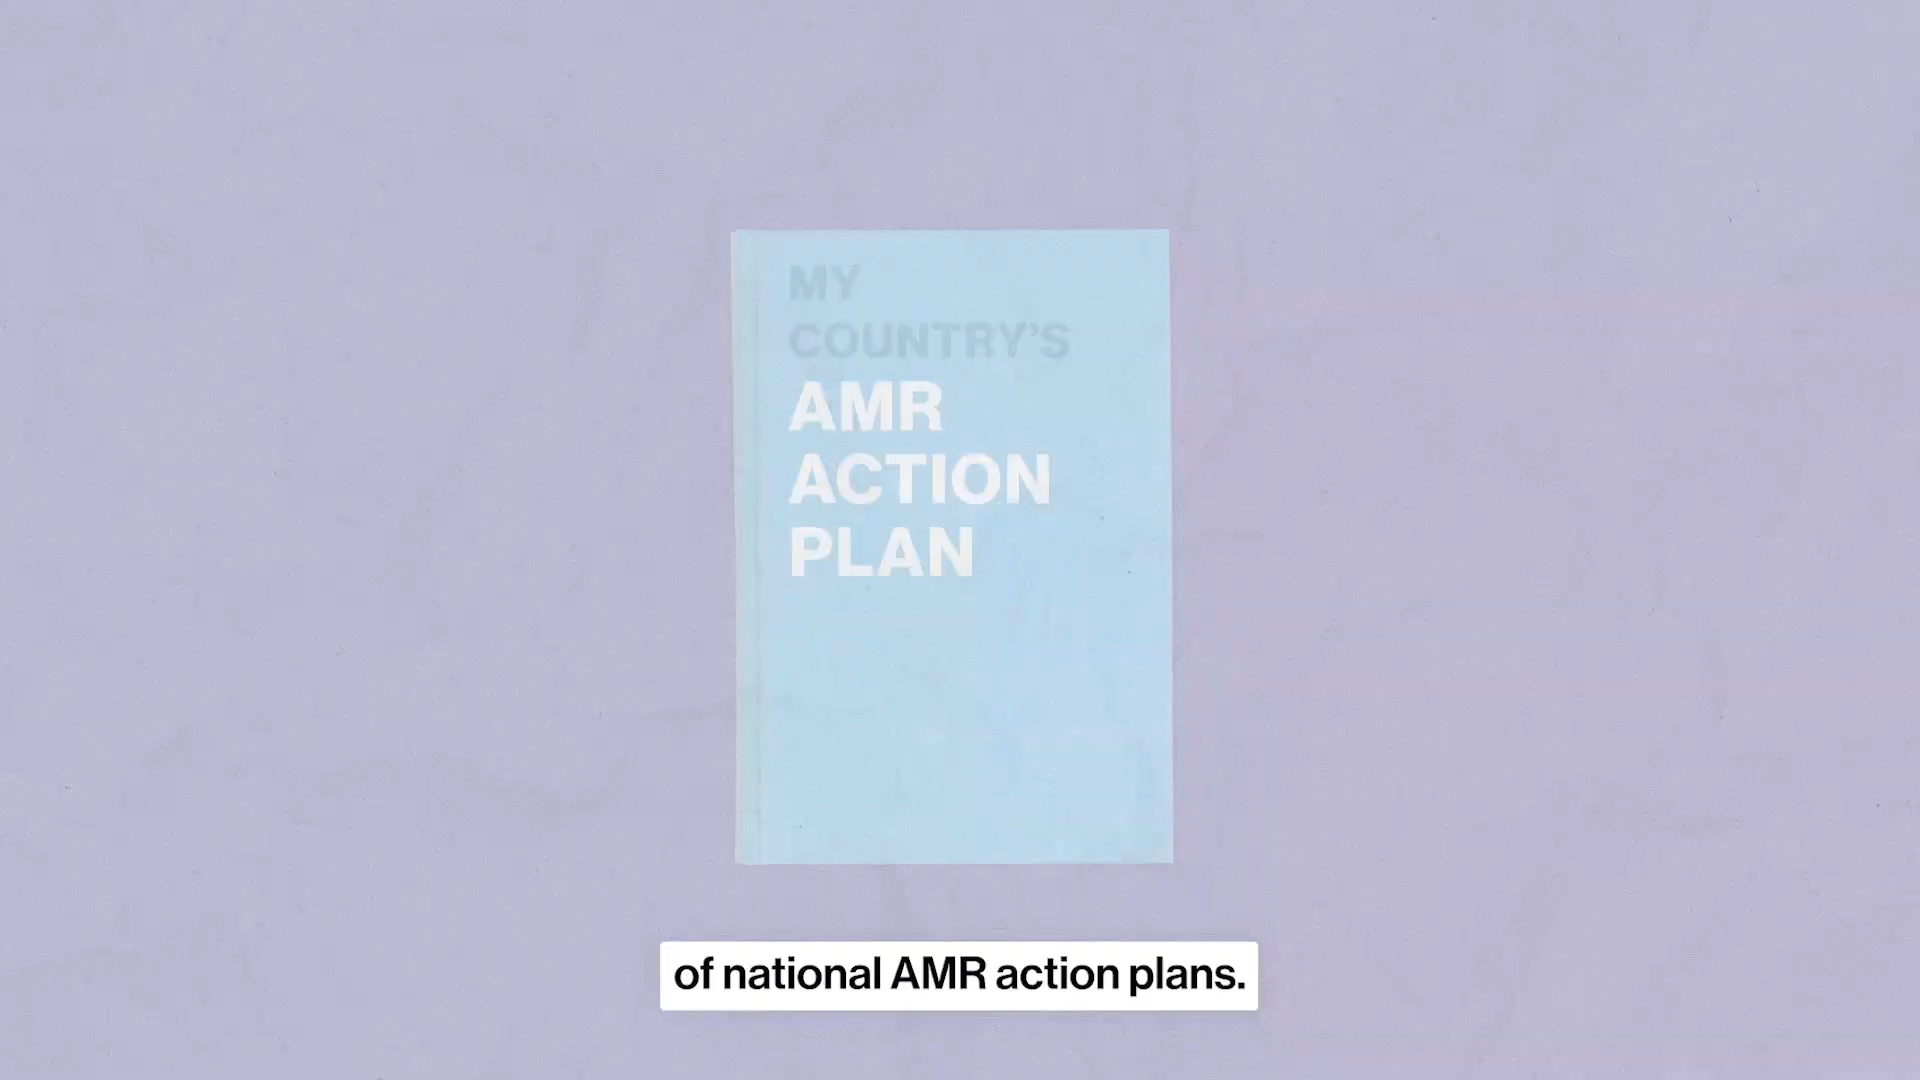 MY
COUNTRY'S
AMR
ACTION
PLAN
of national AMR action plans.